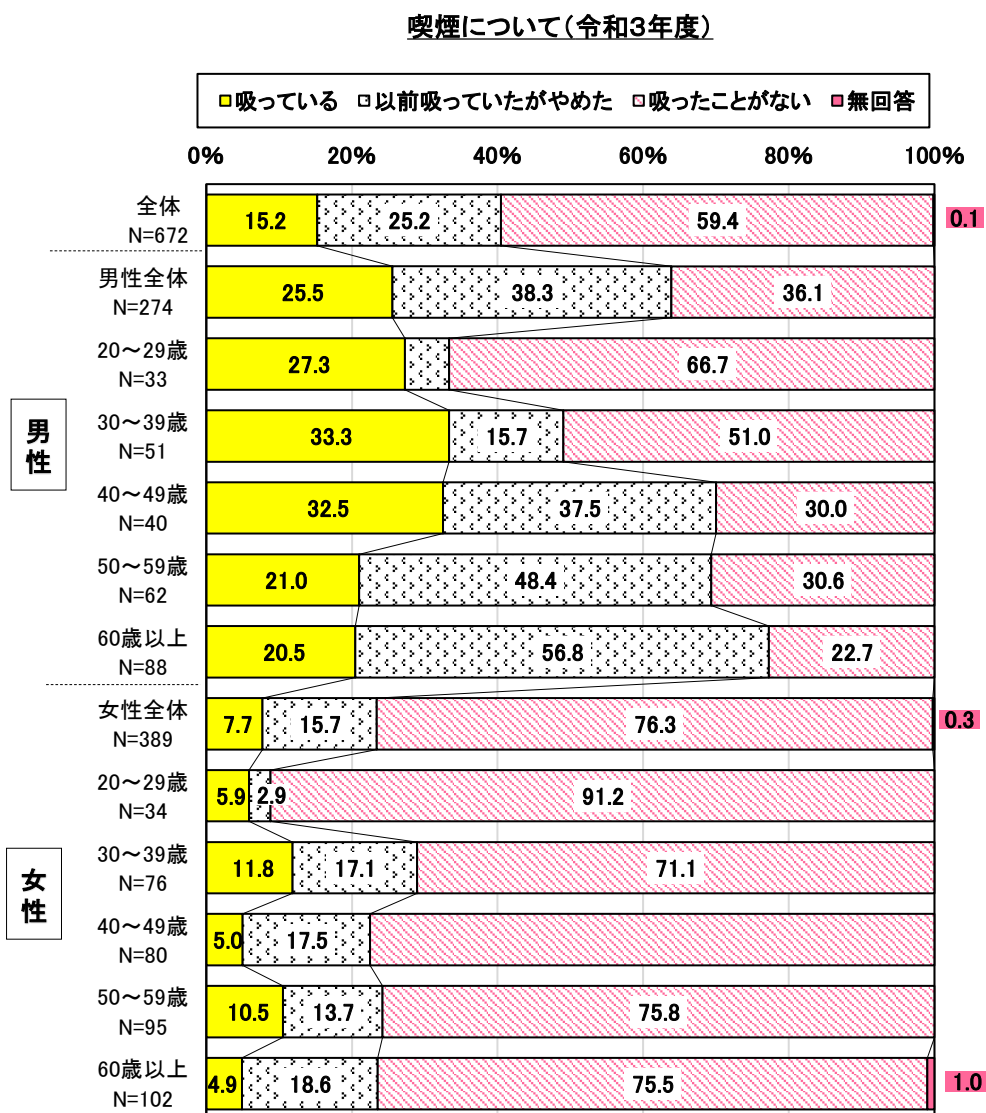 喫煙について(令和3年度)
吸っている 以前吸っていたがやめた 吸ったことがない 無回答
0% 20% 40% 60% 80% 100%
全体
N=672
15.2 25.2 59.4 0.1
男性全体
N=274
25.5 38.3 36.1
20～29歳
N=33
27.3 66.7
男性
30～39歳
N=51
33.3 15.7 51.0
40～49歳
N=40
32.5 37.5 30.0
50～59歳
N=62
21.0 48.4 30.6
60歳以上
N=88
20.5 56.8 22.7
女性全体
N=389
7.7 15.7 76.3 0.3
20～29歳
N=34
5.9 2.9 91.2
女性
30～39歳
N=76
11.8 17.1 71.1
40～49歳
N=80
5.0 17.5
50～59歳
N=95
10.5 13.7 75.8
60歳以上
N=102
4.9 18.6 75.5 1.0